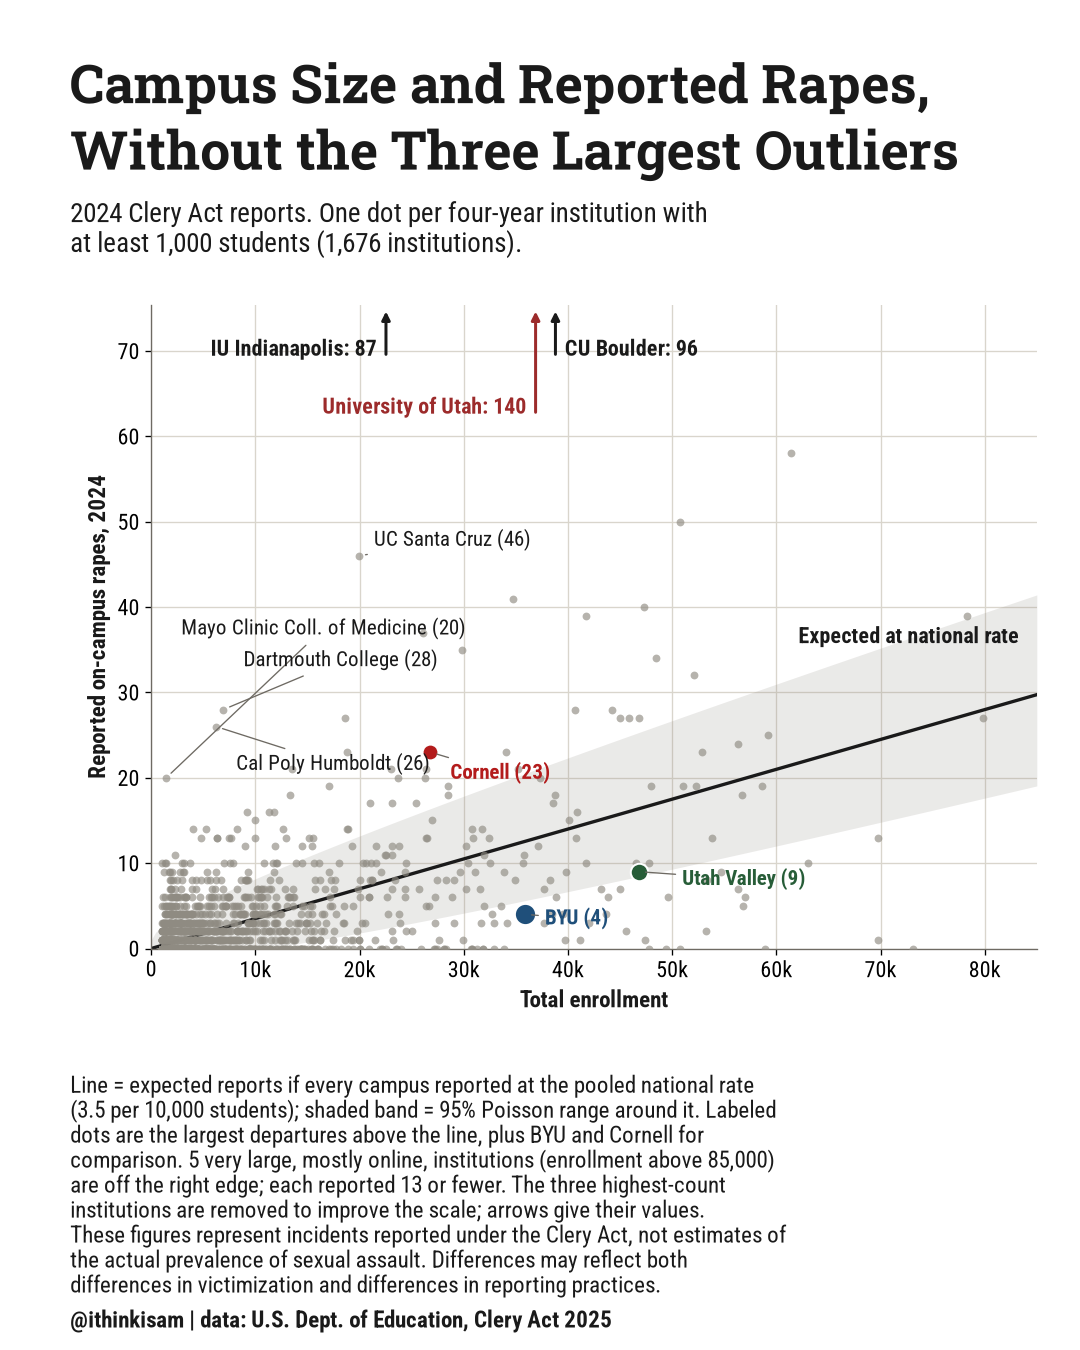 Campus Size and Reported Rapes,
Without the Three Largest Outliers
2024 Clery Act reports. One dot per four-year institution with
at least 1,000 students (1,676 institutions).
IU Indianapolis: 87
CU Boulder: 96
University of Utah: 140
UC Santa Cruz (46)
Mayo Clinic Coll. of Medicine (20)
Dartmouth College (28)
Expected at national rate
Cal Poly Humboldt (26)
Cornell (23)
Utah Valley (9)
BYU (4)
Reported on-campus rapes, 2024
70
60
50
40
30
20
10
0
0 10k 20k 30k 40k 50k 60k 70k 80k
Total enrollment
Line = expected reports if every campus reported at the pooled national rate
(3.5 per 10,000 students); shaded band = 95% Poisson range around it. Labeled
dots are the largest departures above the line, plus BYU and Cornell for
comparison. 5 very large, mostly online, institutions (enrollment above 85,000)
are off the right edge; each reported 13 or fewer. The three highest-count
institutions are removed to improve the scale; arrows give their values.
These figures represent incidents reported under the Clery Act, not estimates of
the actual prevalence of sexual assault. Differences may reflect both
differences in victimization and differences in reporting practices.
@ithinkisam | data: U.S. Dept. of Education, Clery Act 2025